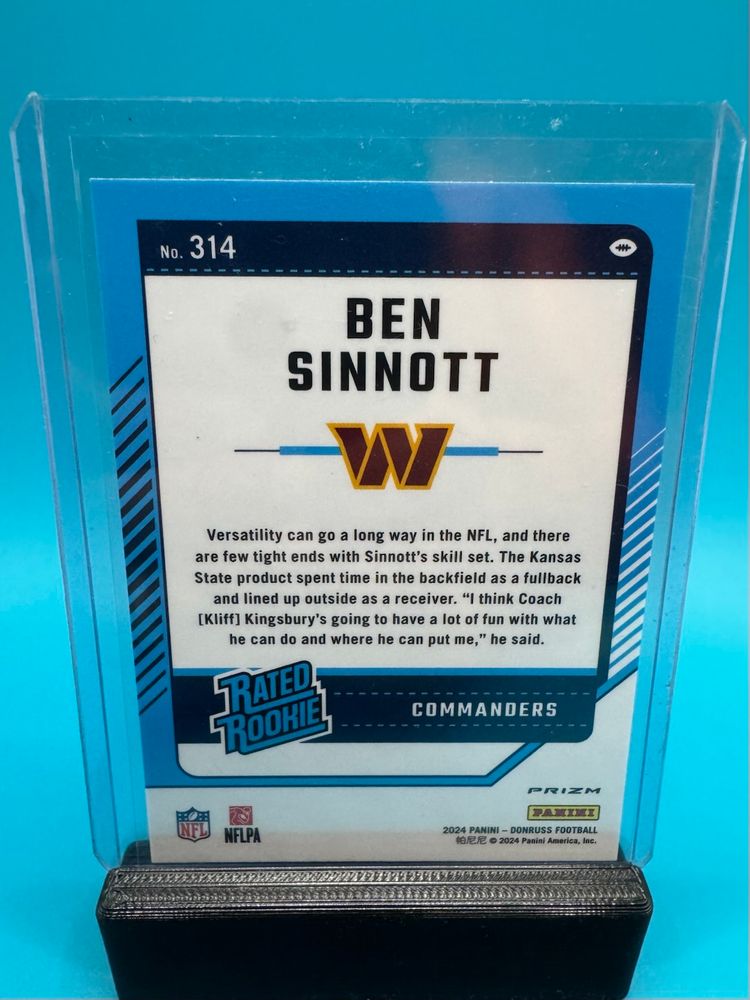 No. 314
BEN
SINNOTT
W
Versatility can go a long way in the NFL, and there
are few tight ends with Sinnott's skill set. The Kansas
State product spent time in the backfield as a fullback
and lined up outside as a receiver. “I think Coach
[Kliff] Kingsbury's going to have a lot of fun with what
he can do and where he can put me,” he said.
RATED
ROOKIE
COMMANDERS
PRIZM
PANINI
NFL
NFLPA
2024 PANINI – DONRUSS FOOTBALL
帕尼尼 © 2024 Panini America, Inc.